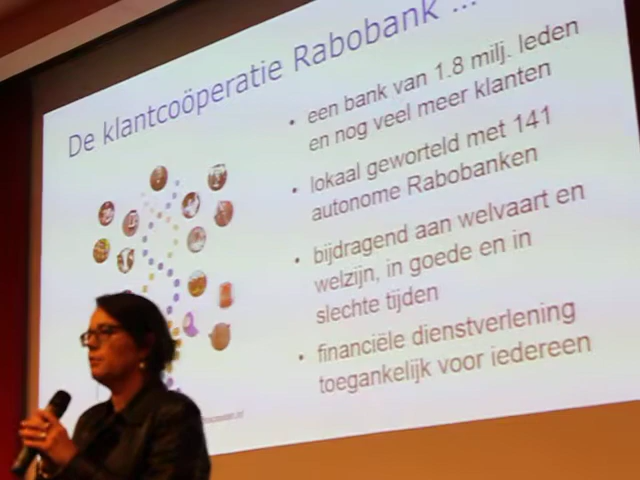 De klantcoöperatie Rabobank ...
• een bank van 1.8 milj. leden
en nog veel meer klanten
• lokaal geworteld met 141
autonome Rabobanken
• bijdragend aan welvaart en
welzijn, in goede en in
slechte tijden
• financiële dienstverlening
toegankelijk voor iedereen